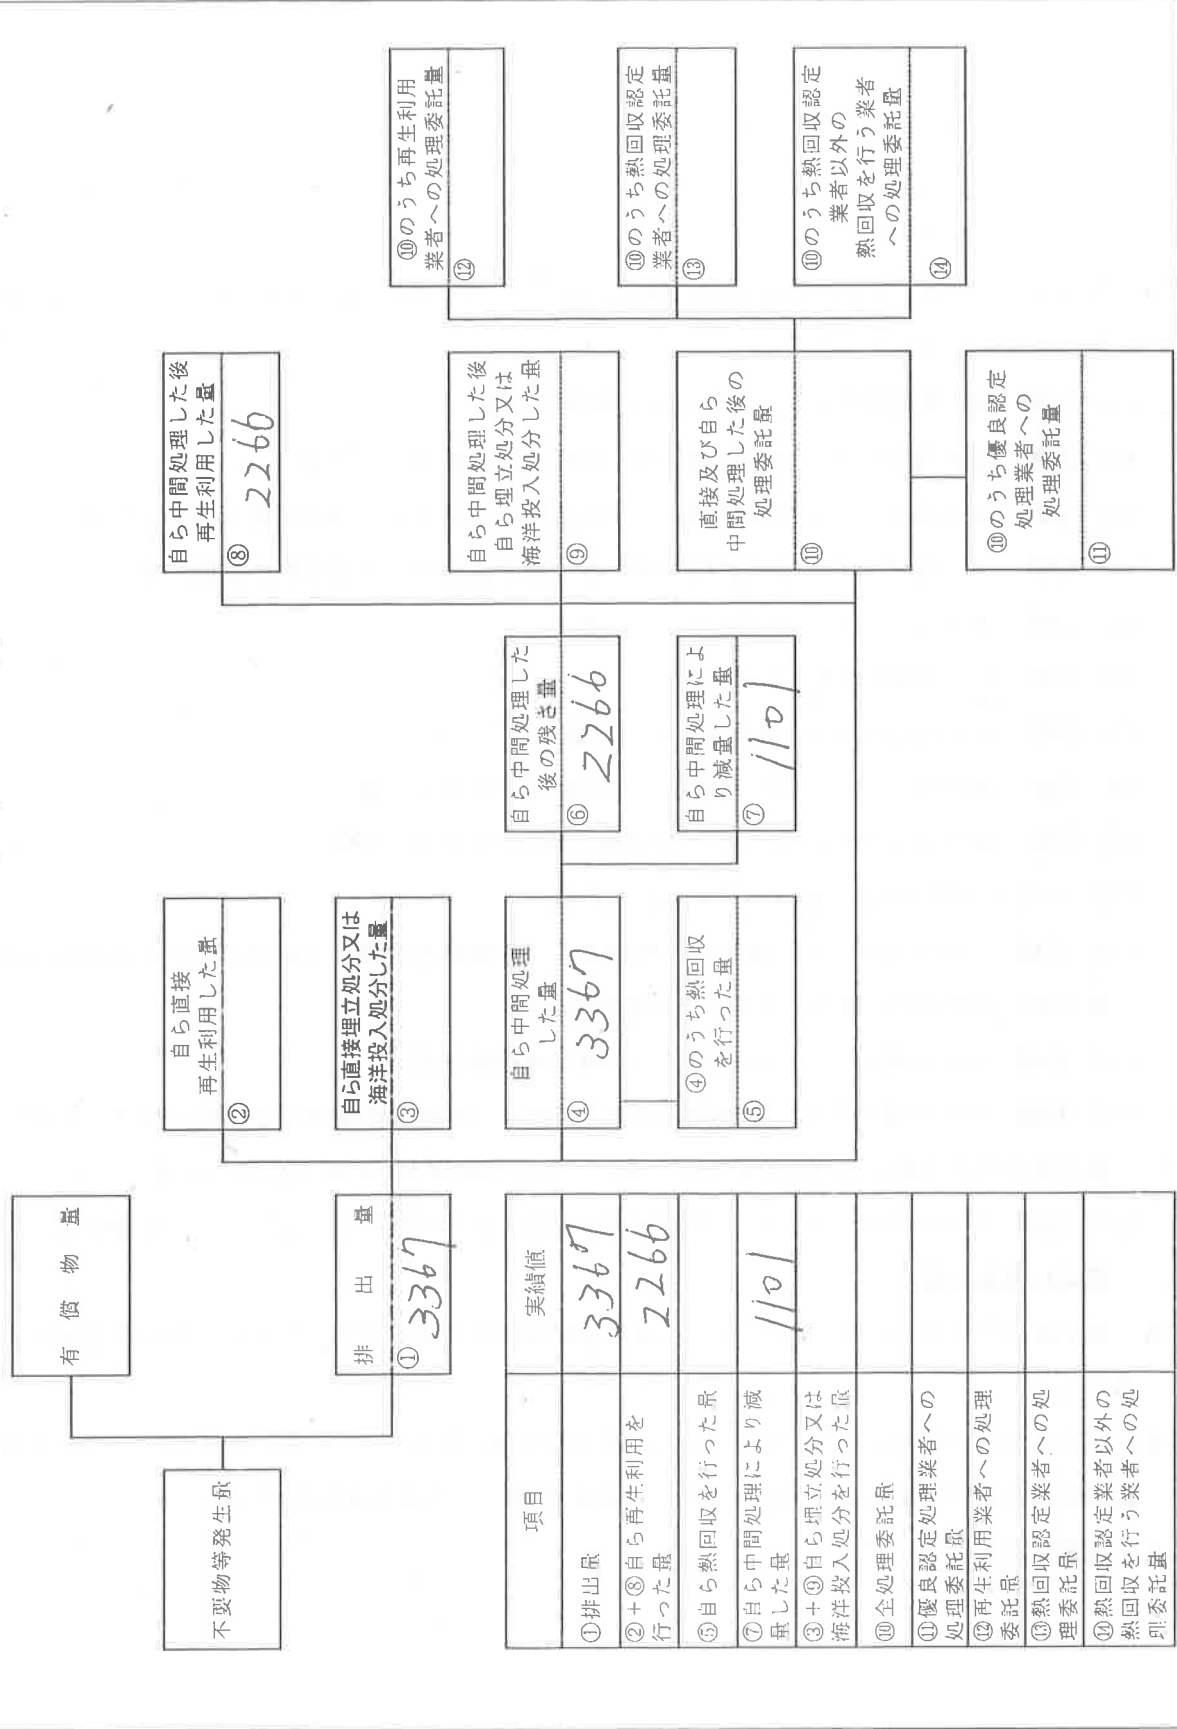 有償物量
不要物等発生量
排出量
①
3367
自ら直接
再生利用した量
②
自ら直接埋立処分又は
海洋投入処分した量
③
自ら中間処理
した量
④
3367
④のうち熱回収
を行った量
⑤
自ら中間処理した
後の残さ量
⑥
2266
自ら中間処理によ
り減量した量
⑦
1101
自ら中間処理した後
再生利用した量
⑧
2266
自ら中間処理した後
自ら埋立処分又は
海洋投入処分した量
⑨
直接及び自ら
中間処理した後の
処理委託量
⑩
⑩のうち優良認定
処理業者への
処理委託量
⑪
⑩のうち再生利用
業者への処理委託量
⑫
⑩のうち熱回収認定
業者への処理委託量
⑬
⑩のうち熱回収認定
業者以外の
熱回収を行う業者
への処理委託量
⑭
項目 実績値
①排出量 3367
②+⑧自ら再生利用を
行った量 2266
⑤自ら熱回収を行った量
⑦自ら中間処理により減
量した量 1101
③+⑨自ら埋立処分又は
海洋投入処分を行った量
⑩全処理委託量
⑪優良認定処理業者への
処理委託量
⑫再生利用業者への処理
委託量
⑬熱回収認定業者への処
理委託量
⑭熱回収認定業者以外の
熱回収を行う業者への処
理委託量